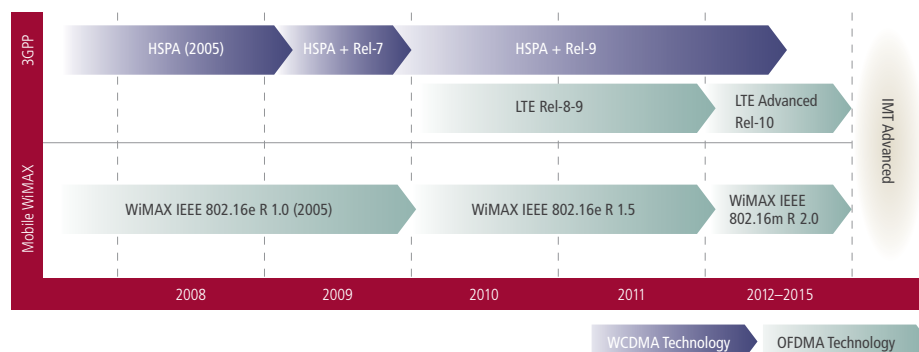 3GPP
HSPA (2005)
HSPA + Rel-7
HSPA + Rel-9
LTE Rel-8-9
LTE Advanced
Rel-10
IMT Advanced
Mobile WiMAX
WiMAX IEEE 802.16e R 1.0 (2005)
WiMAX IEEE 802.16e R 1.5
WiMAX IEEE
802.16m R 2.0
2008
2009
2010
2011
2012–2015
WCDMA Technology
OFDMA Technology